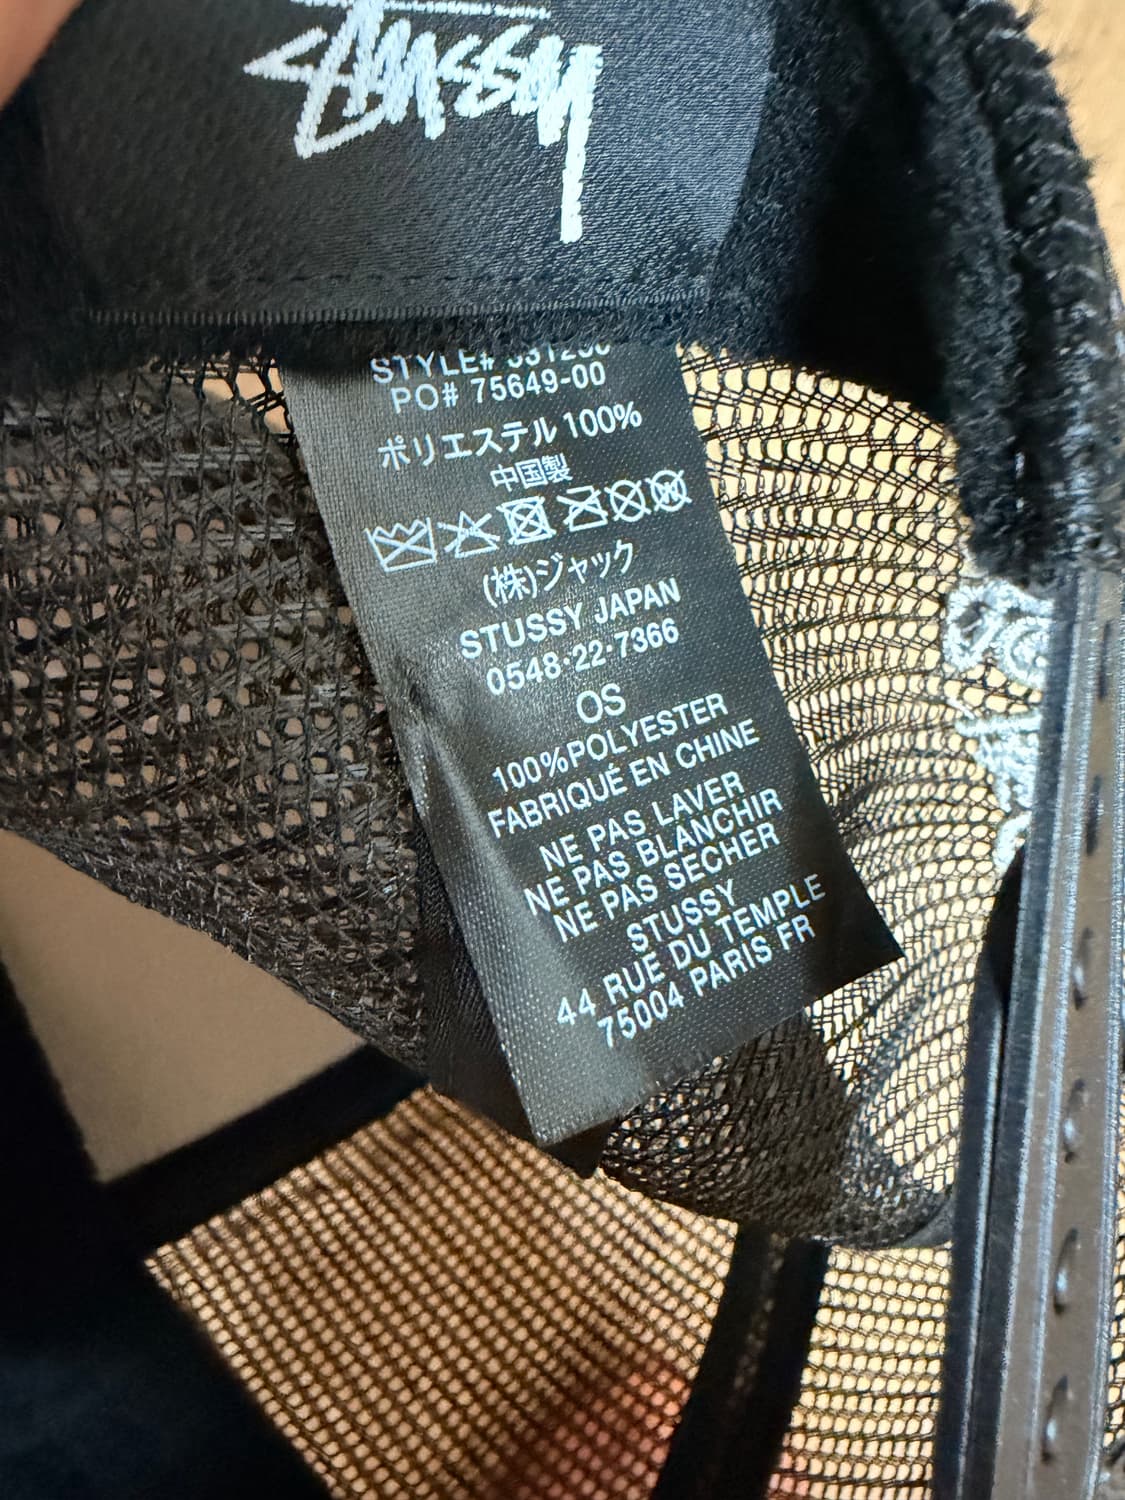 Stüssy
STYLE#
PO# 75649-00
ポリエステル 100%
中国製
(株)ジャック
STUSSY JAPAN
0548·22·7366
OS
100%POLYESTER
FABRIQUÉ EN CHINE
NE PAS LAVER
NE PAS BLANCHIR
NE PAS SECHER
STUSSY
44 RUE DU TEMPLE
75004 PARIS FR